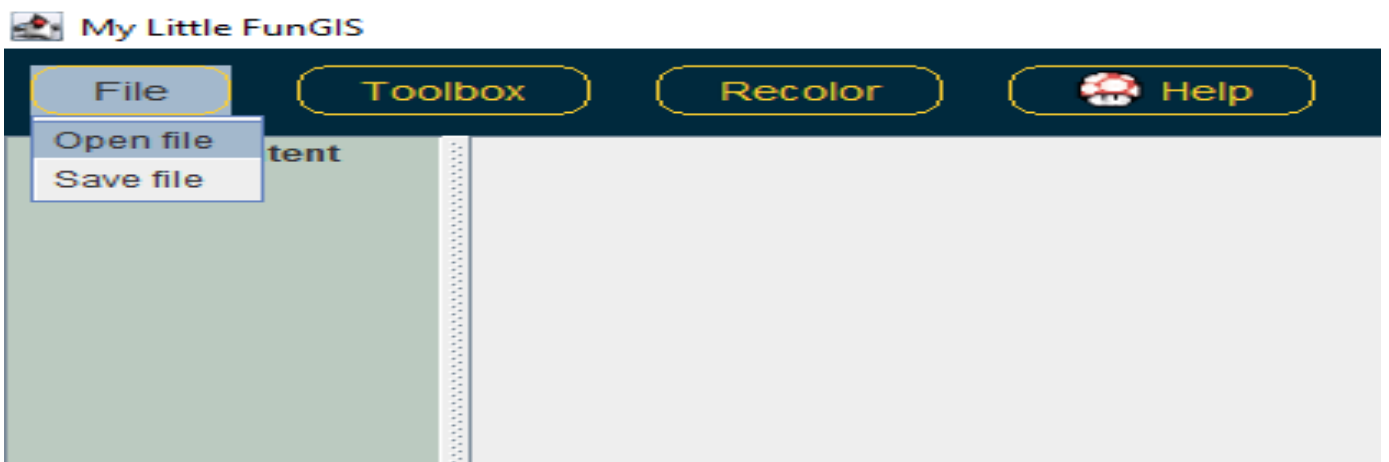 My Little FunGIS
File Toolbox Recolor Help
Open file
tent
Save file